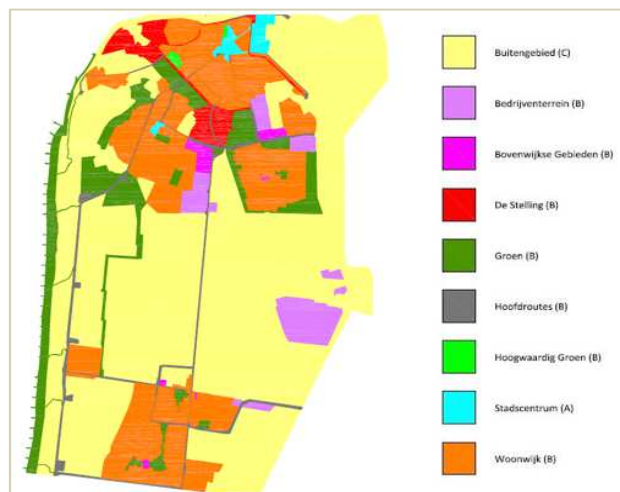 Buitengebied (C)
Bedrijventerrein (B)
Bovenwijkse Gebieden (B)
De Stelling (B)
Groen (B)
Hoofdroutes (B)
Hoogwaardig Groen (B)
Stadscentrum (A)
Woonwijk (B)